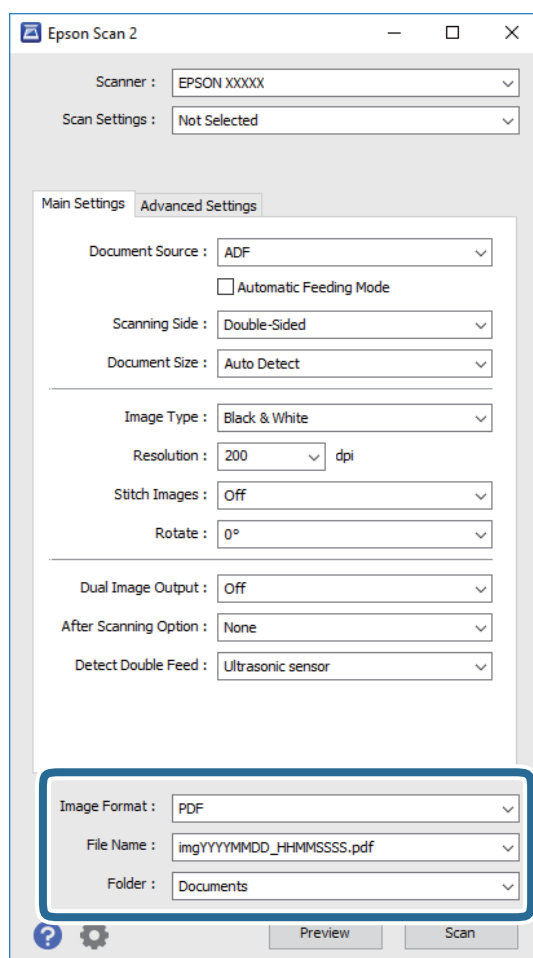 Epson Scan 2
Scanner : EPSON XXXXX
Scan Settings : Not Selected
Main Settings Advanced Settings
Document Source : ADF
Automatic Feeding Mode
Scanning Side : Double-Sided
Document Size : Auto Detect
Image Type : Black & White
Resolution : 200 dpi
Stitch Images : Off
Rotate : 0°
Dual Image Output : Off
After Scanning Option : None
Detect Double Feed : Ultrasonic sensor
Image Format : PDF
File Name : imgYYYYMMDD_HHMMSSSS.pdf
Folder : Documents
? Preview Scan